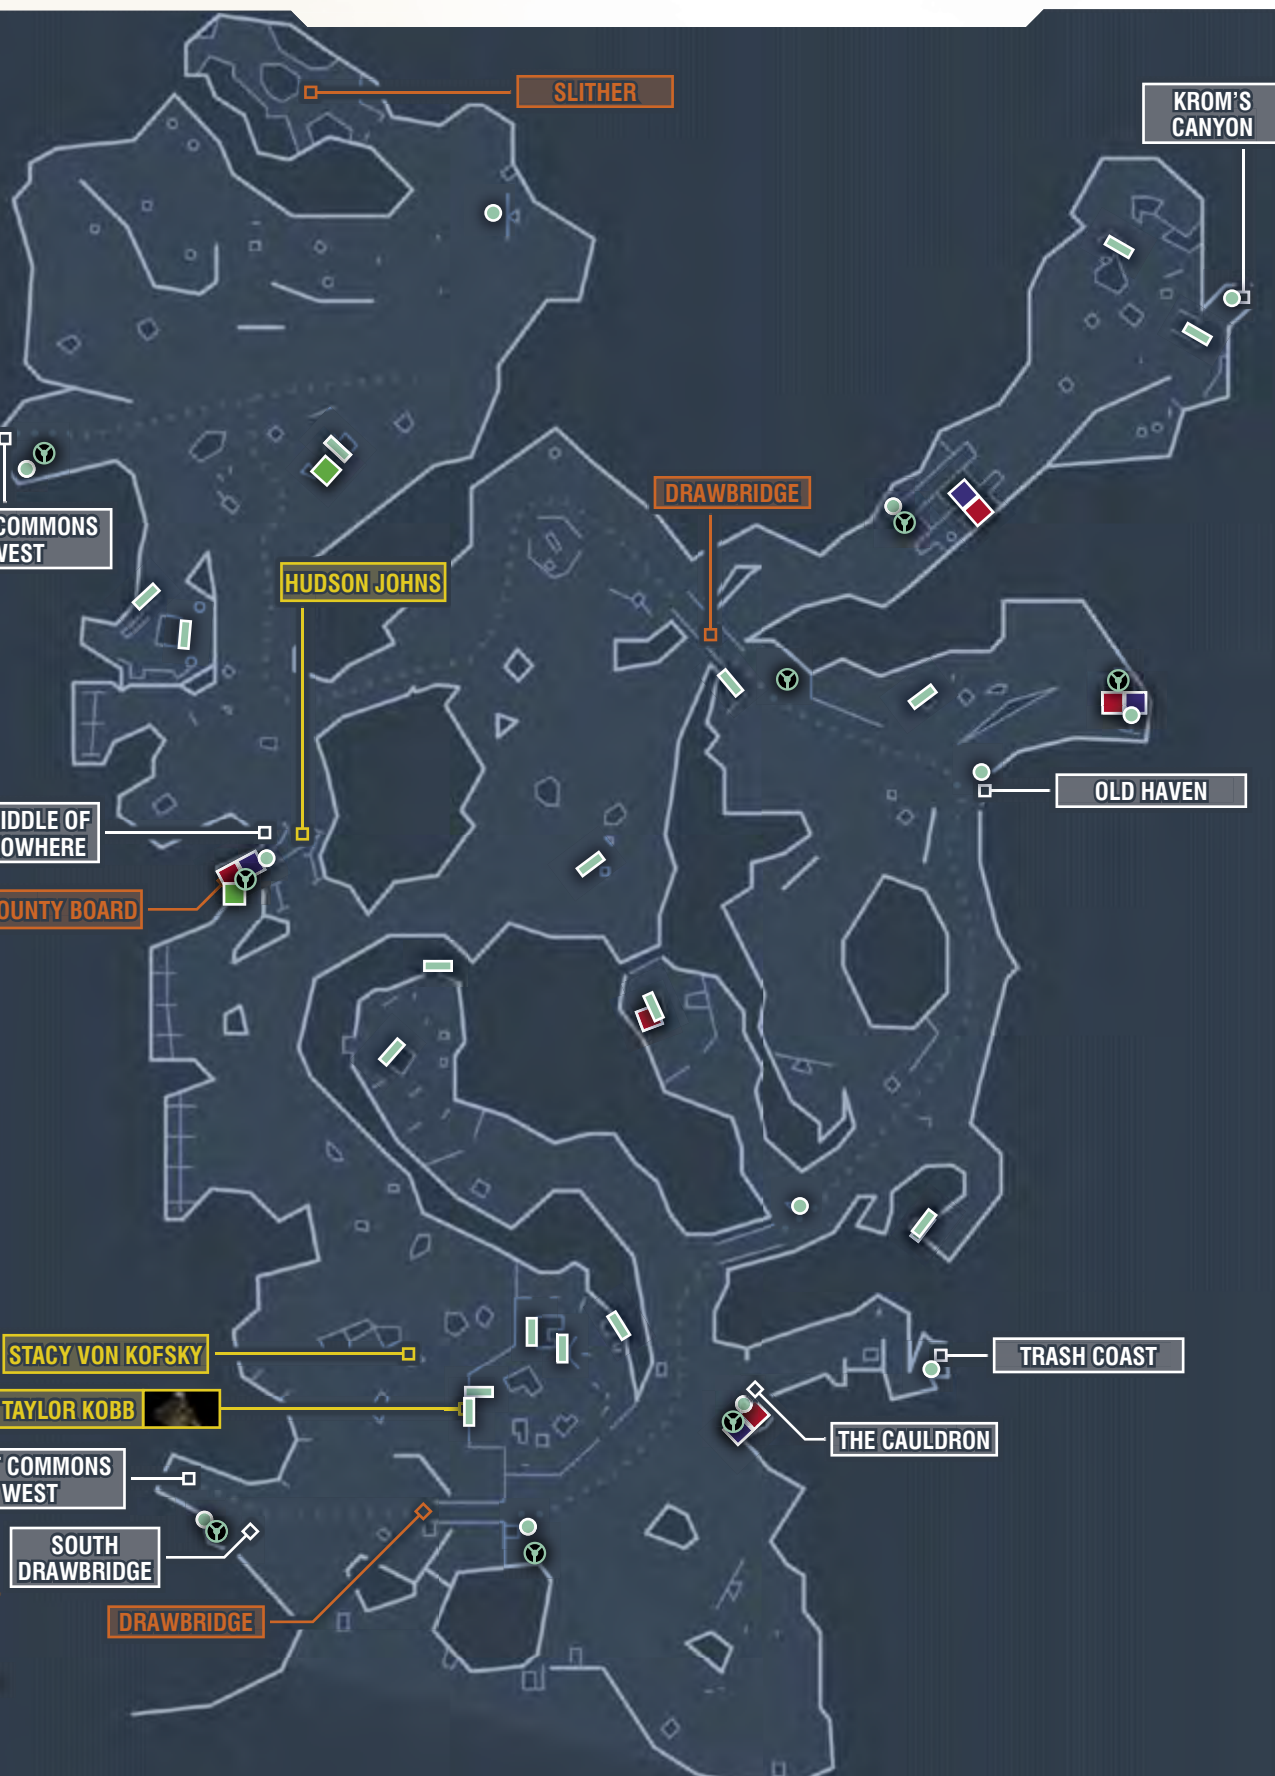 SLITHER
KROM'S
CANYON
DRAWBRIDGE
COMMONS
WEST
HUDSON JOHNS
OLD HAVEN
IDDLE OF
OWHERE
OUNTY BOARD
STACY VON KOFSKY
TRASH COAST
TAYLOR KOBB
THE CAULDRON
COMMONS
WEST
SOUTH
DRAWBRIDGE
DRAWBRIDGE